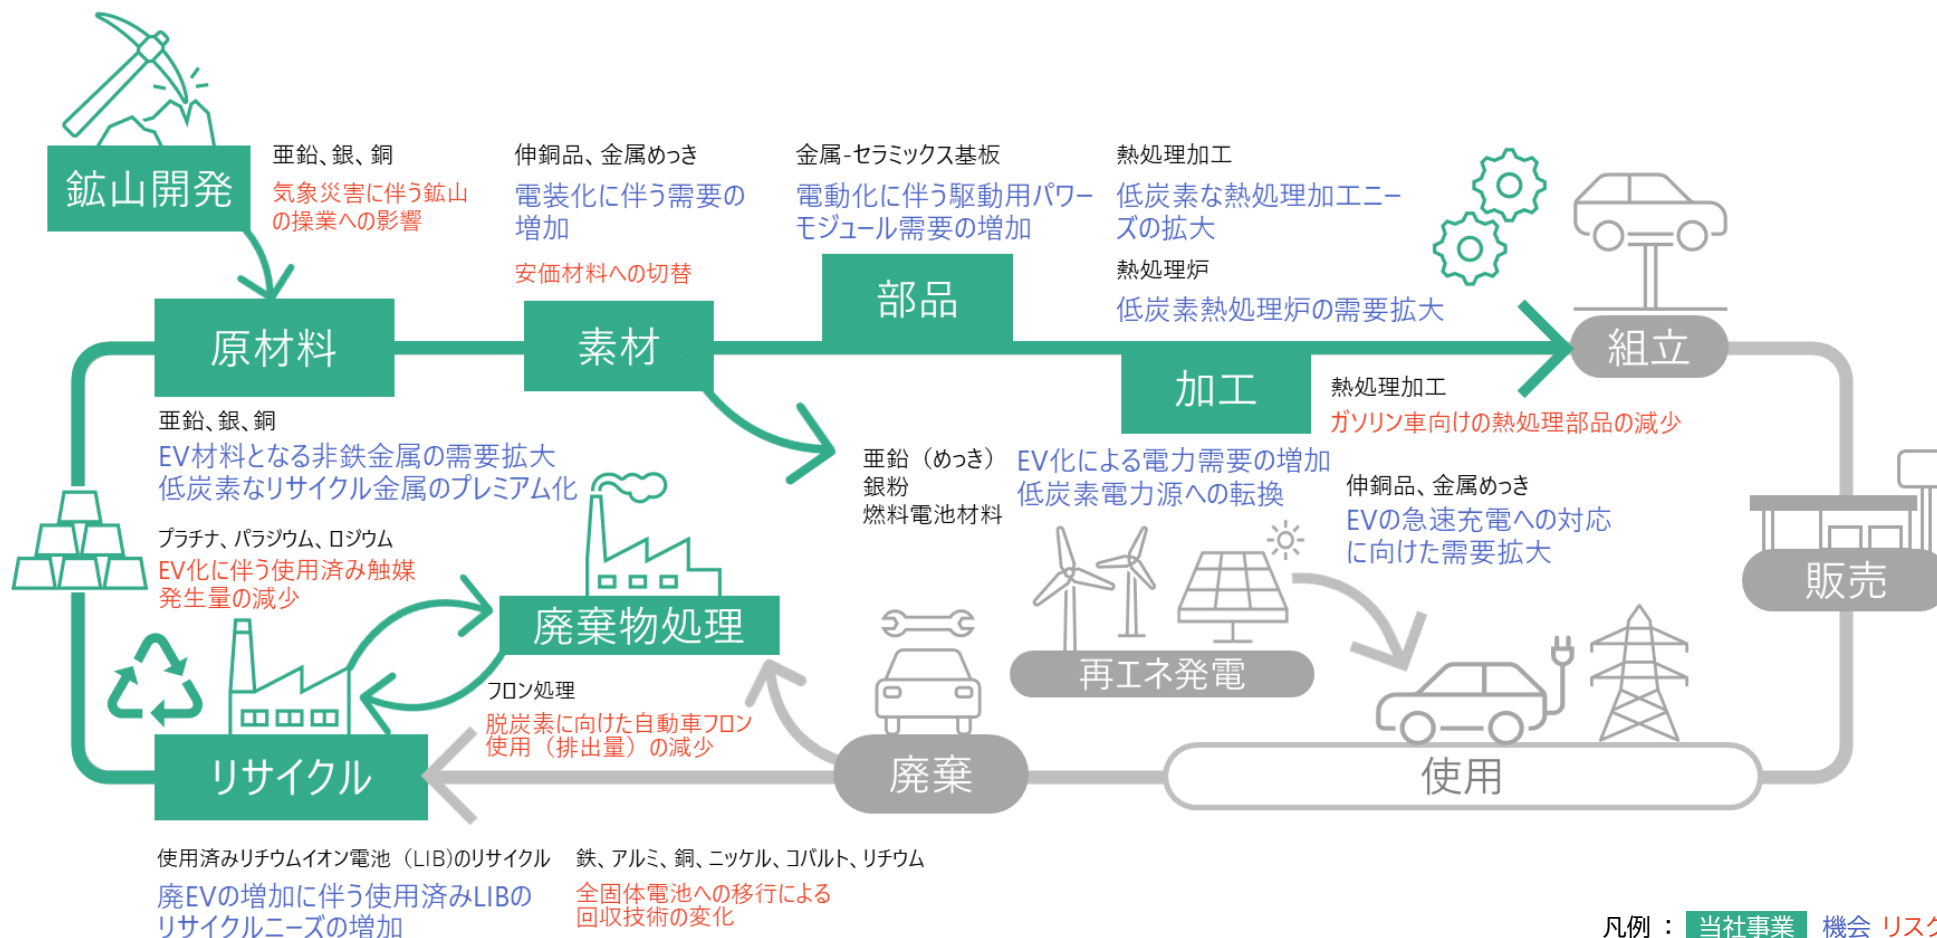 鉱山開発
亜鉛、銀、銅
気象災害に伴う鉱山
の操業への影響
伸銅品、金属めっき
電装化に伴う需要の
増加
安価材料への切替
金属-セラミックス基板
電動化に伴う駆動用パワー
モジュール需要の増加
熱処理加工
低炭素な熱処理加工ニー
ズの拡大
熱処理炉
低炭素熱処理炉の需要拡大
原材料
素材
部品
加工
組立
亜鉛、銀、銅
EV材料となる非鉄金属の需要拡大
低炭素なリサイクル金属のプレミアム化
プラチナ、パラジウム、ロジウム
EV化に伴う使用済み触媒
発生量の減少
亜鉛（めっき）
銀粉
燃料電池材料
EV化による電力需要の増加
低炭素電力源への転換
熱処理加工
ガソリン車向けの熱処理部品の減少
伸銅品、金属めっき
EVの急速充電への対応
に向けた需要拡大
販売
廃棄物処理
再エネ発電
フロン処理
脱炭素に向けた自動車フロン
使用（排出量）の減少
リサイクル
廃棄
使用
使用済みリチウムイオン電池（LIB)のリサイクル
廃EVの増加に伴う使用済みLIBの
リサイクルニーズの増加
鉄、アルミ、銅、ニッケル、コバルト、リチウム
全固体電池への移行による
回収技術の変化
凡例： 当社事業 機会 リスク